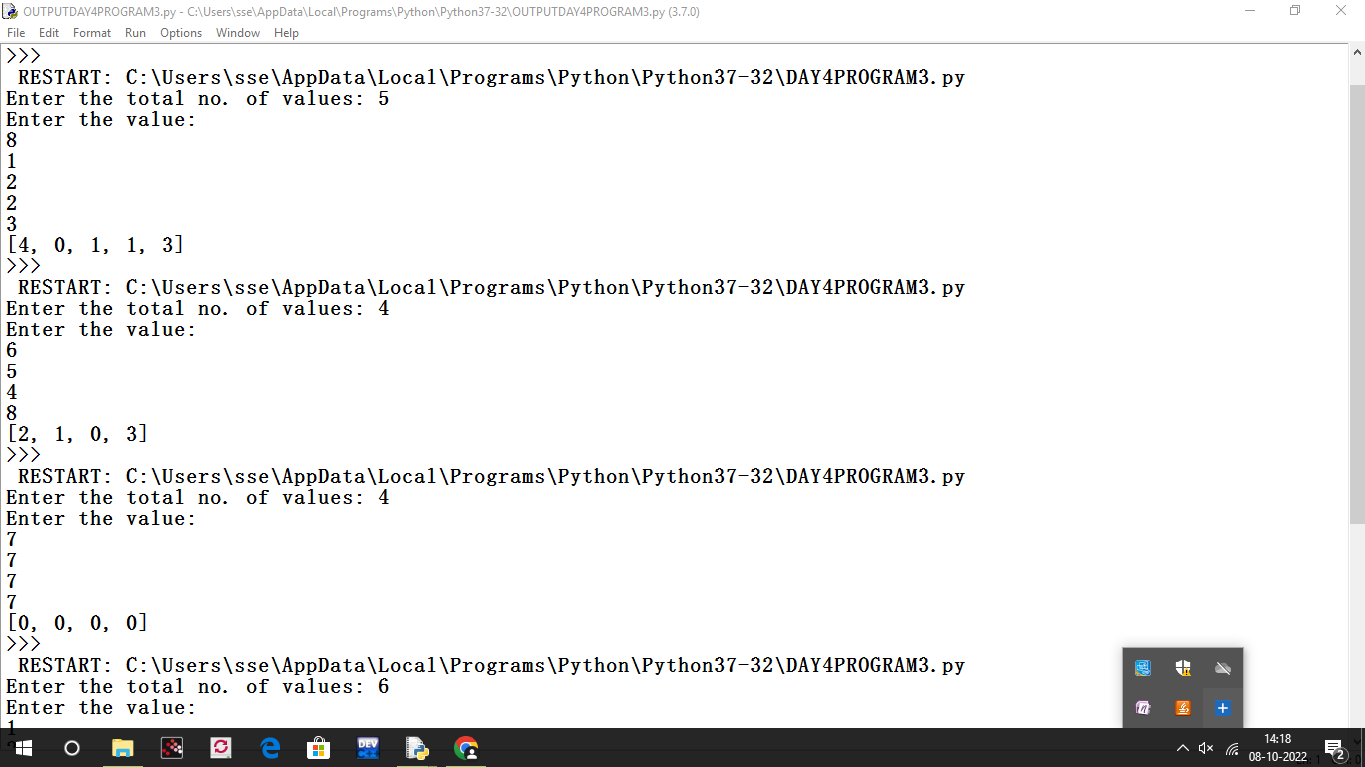 OUTPUTDAY4PROGRAM3.py - C:\Users\sse\AppData\Local\Programs\Python\Python37-32\OUTPUTDAY4PROGRAM3.py (3.7.0)
File Edit Format Run Options Window Help
>>>
 RESTART: C:\Users\sse\AppData\Local\Programs\Python\Python37-32\DAY4PROGRAM3.py
Enter the total no. of values: 5
Enter the value:
8
1
2
2
3
[4, 0, 1, 1, 3]
>>>
 RESTART: C:\Users\sse\AppData\Local\Programs\Python\Python37-32\DAY4PROGRAM3.py
Enter the total no. of values: 4
Enter the value:
6
5
4
8
[2, 1, 0, 3]
>>>
 RESTART: C:\Users\sse\AppData\Local\Programs\Python\Python37-32\DAY4PROGRAM3.py
Enter the total no. of values: 4
Enter the value:
7
7
7
7
[0, 0, 0, 0]
>>>
 RESTART: C:\Users\sse\AppData\Local\Programs\Python\Python37-32\DAY4PROGRAM3.py
Enter the total no. of values: 6
Enter the value:
1
DEV
14:18
08-10-2022
2